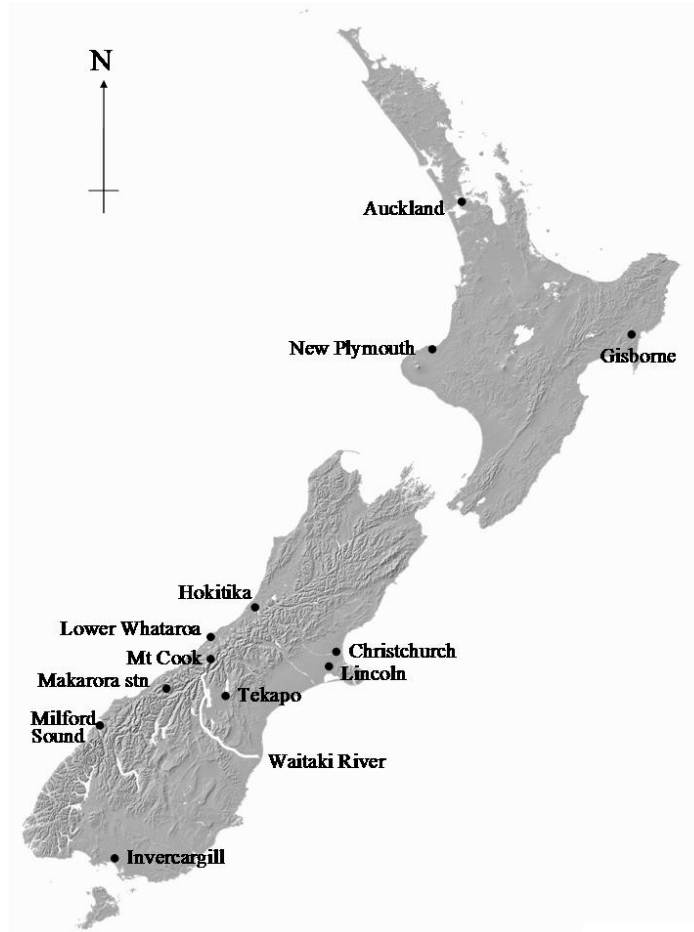 N
Auckland
New Plymouth
Gisborne
Hokitika
Lower Whataroa
Mt Cook
Christchurch
Lincoln
Makarora stn
Tekapo
Milford
Sound
Waitaki River
Invercargill